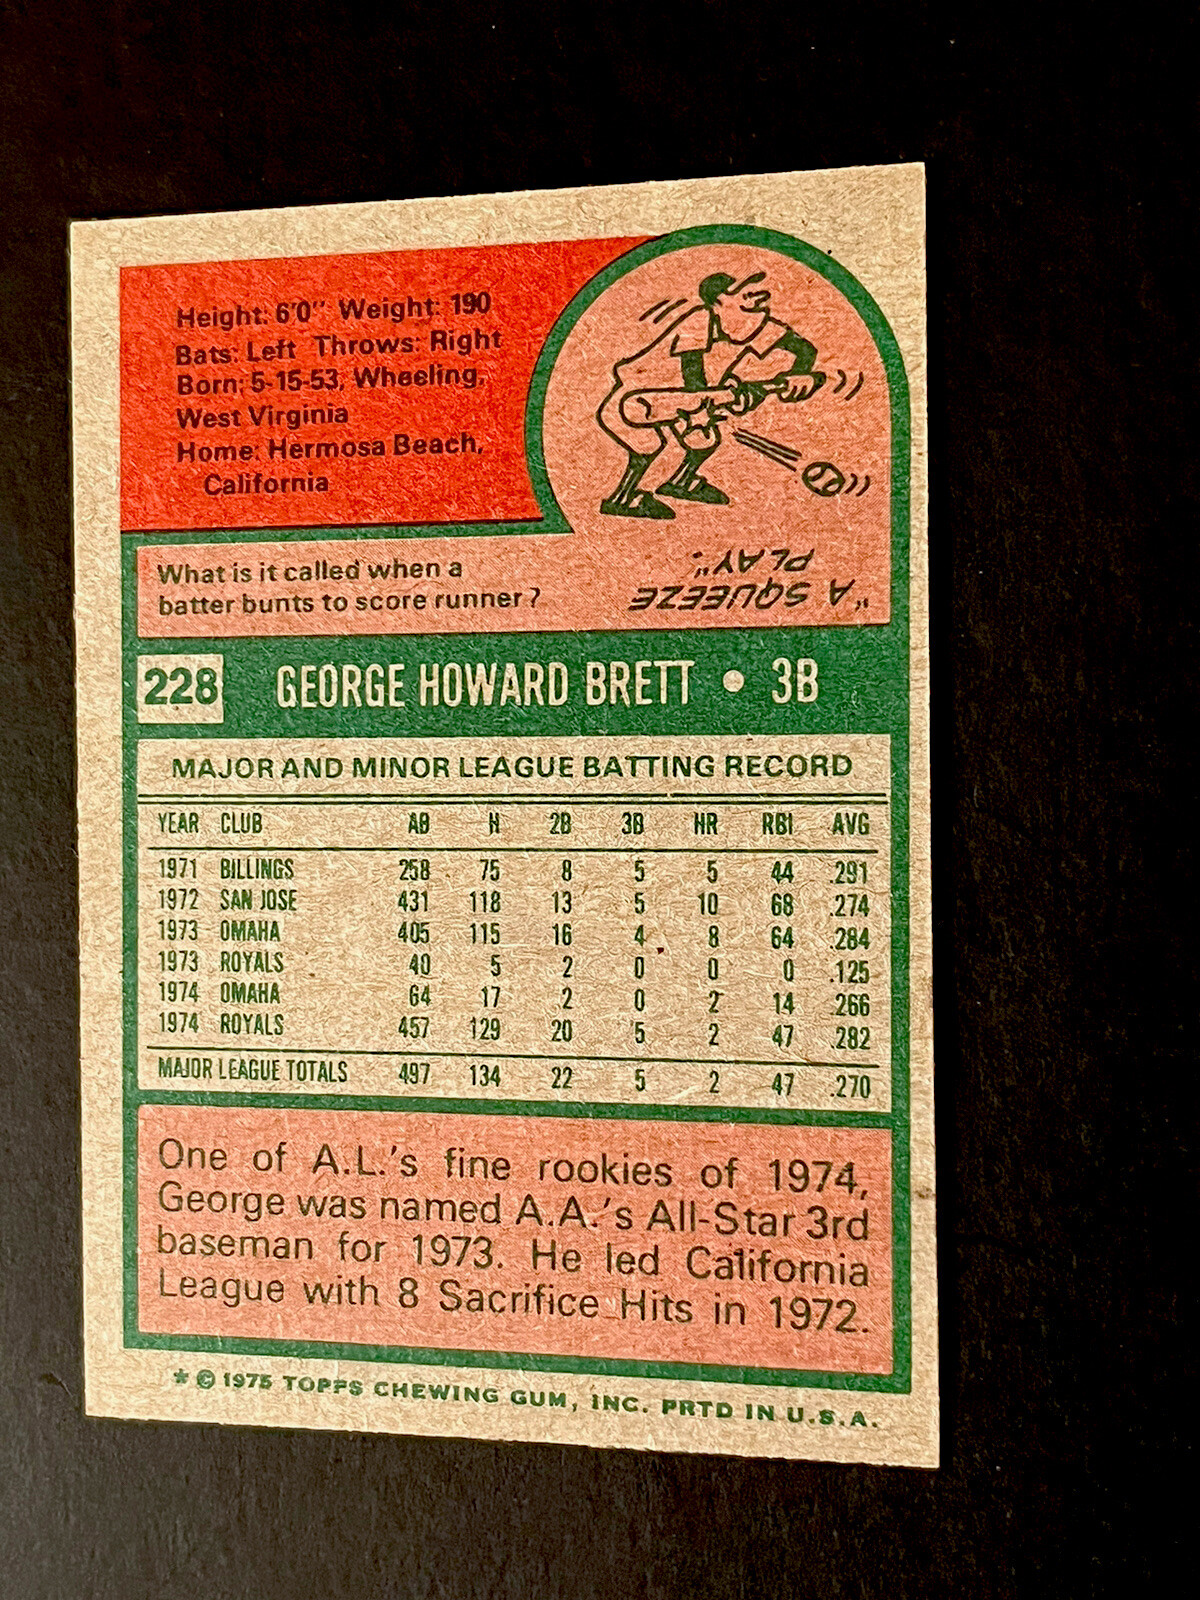 Height: 6'0" Weight: 190
Bats: Left Throws: Right
Born: 5-15-53, Wheeling,
West Virginia
Home: Hermosa Beach,
California
What is it called when a
batter bunts to score runner?
"A SQUEEZE
PLAY".
228 GEORGE HOWARD BRETT • 3B
MAJOR AND MINOR LEAGUE BATTING RECORD
YEAR CLUB AB H 2B 3B HR RBI AVG
1971 BILLINGS 258 75 8 5 5 44 .291
1972 SAN JOSE 431 118 13 5 10 68 .274
1973 OMAHA 405 115 16 4 8 64 .284
1973 ROYALS 40 5 2 0 0 0 .125
1974 OMAHA 64 17 2 0 2 14 .266
1974 ROYALS 457 129 20 5 2 47 .282
MAJOR LEAGUE TOTALS 497 134 22 5 2 47 .270
One of A.L.'s fine rookies of 1974,
George was named A.A.'s All-Star 3rd
baseman for 1973. He led California
League with 8 Sacrifice Hits in 1972.
* © 1975 TOPPS CHEWING GUM, INC. PRTD IN U.S.A.